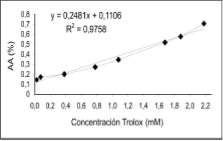 y = 0,2481x + 0,1106
R² = 0,9758
AA (%)
0,8
0,7
0,6
0,5
0,4
0,3
0,2
0,1
0
0,0 0,2 0,4 0,6 0,8 1,0 1,2 1,4 1,6 1,8 2,0 2,2
Concentración Trolox (mM)